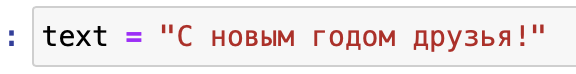 : text = "С новым годом друзья!"